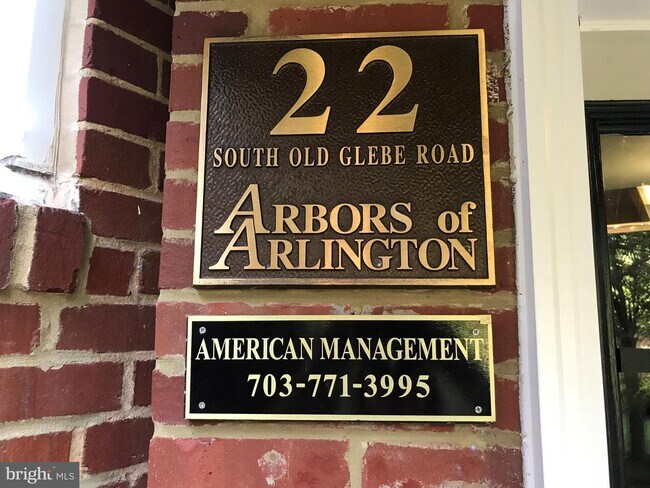 22
SOUTH OLD GLEBE ROAD
ARBORS of
ARLINGTON
AMERICAN MANAGEMENT
703-771-3995
bright MLS